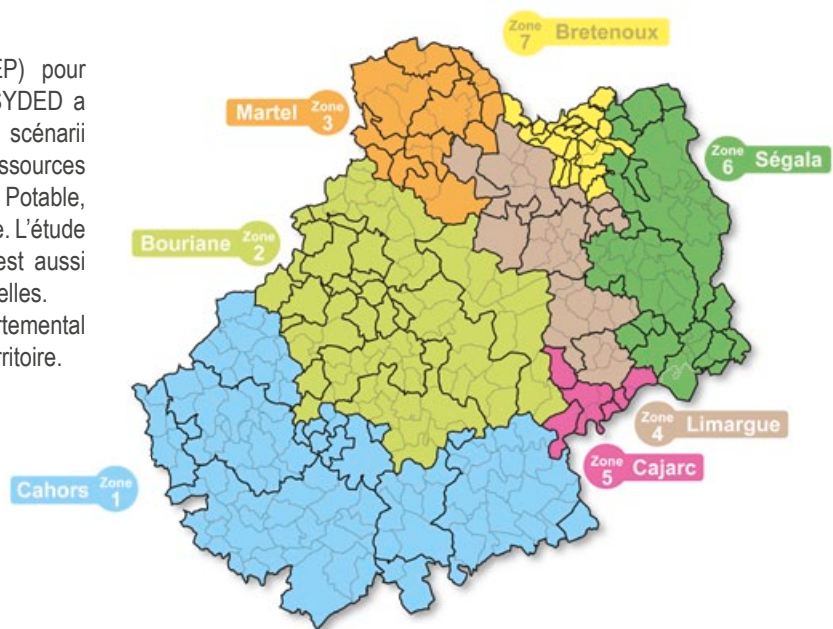 EP) pour
SYDED a
scénarii
ssources
Potable,
e. L'étude
est aussi
elles.
rtemental
rritoire.
Zone 7 Bretenoux
Martel Zone 3
Zone 6 Ségala
Bouriane Zone 2
Zone 4 Limargue
Zone 5 Cajarc
Cahors Zone 1